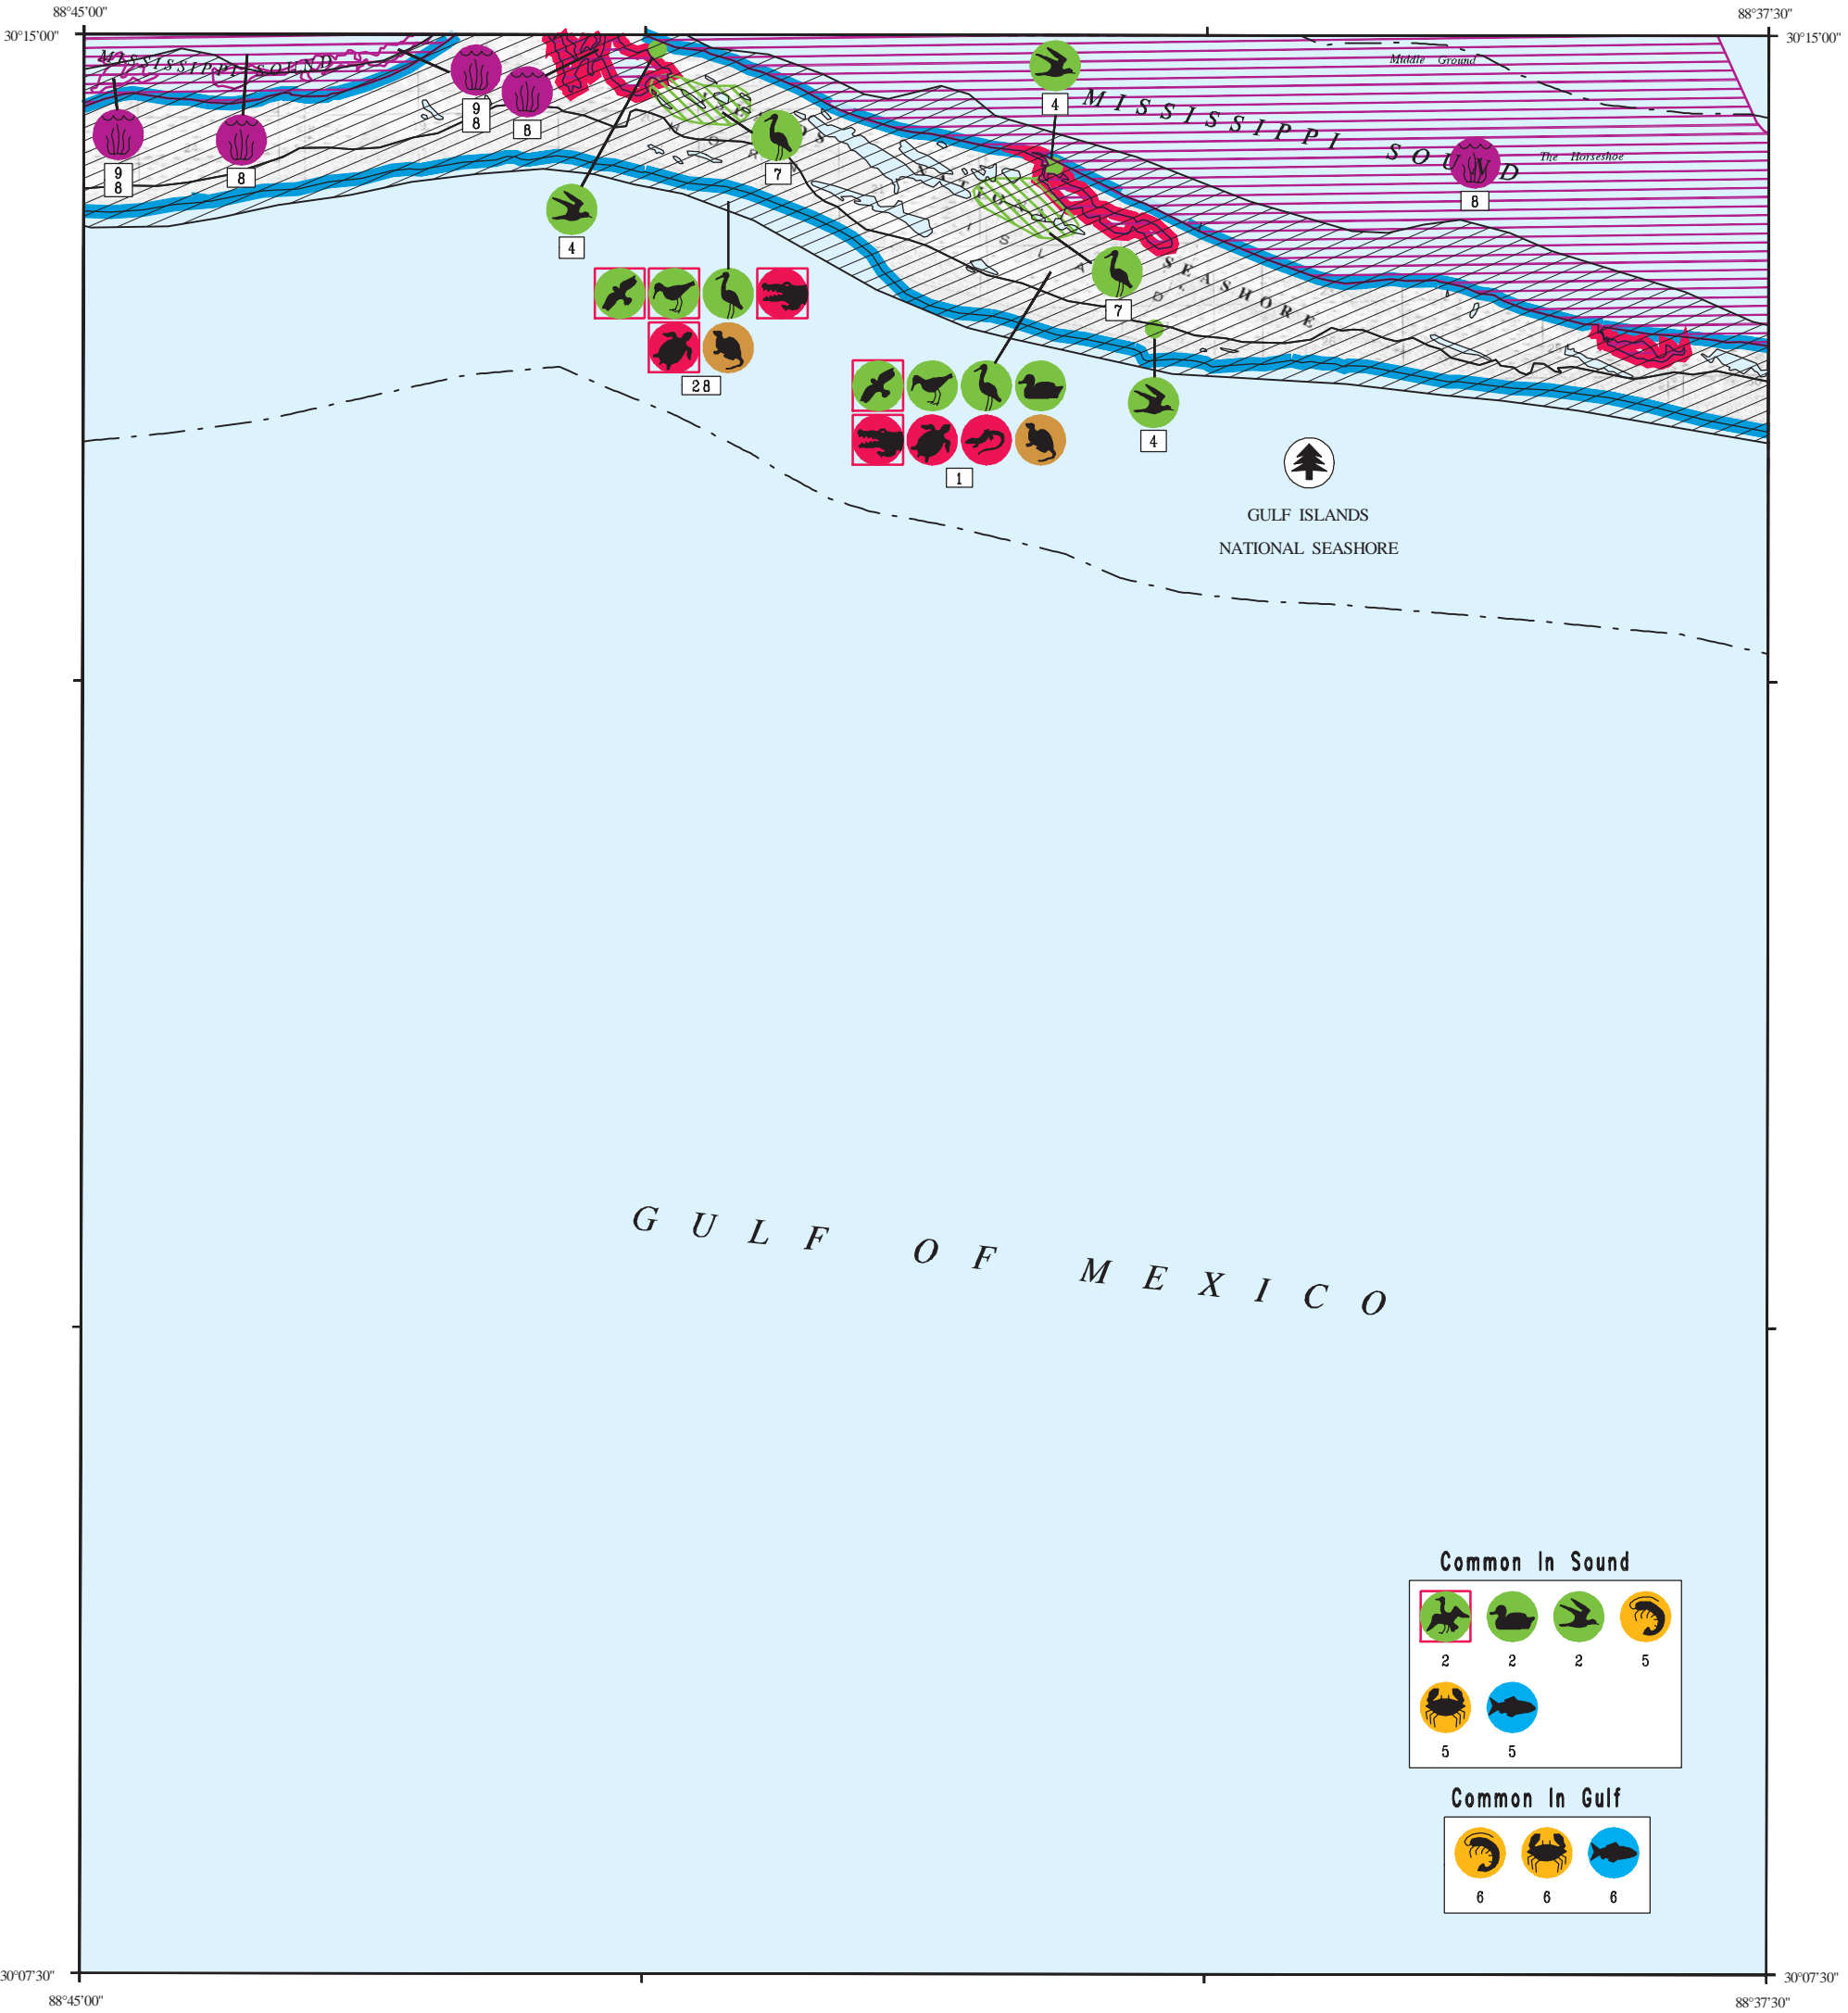 88°45'00"
88°37'30"
30°15'00"
30°15'00"
Middle Ground
MISSISSIPPI SOUND
MISSISSIPPI SOUND
The Horseshoe
4
9
8
8
8
9
8
8
7
4
SEASHORE
7
28
4
1
GULF ISLANDS
NATIONAL SEASHORE
GULF OF MEXICO
Common In Sound
2 2 2 5
5 5
Common In Gulf
6 6 6
30°07'30"
30°07'30"
88°45'00"
88°37'30"